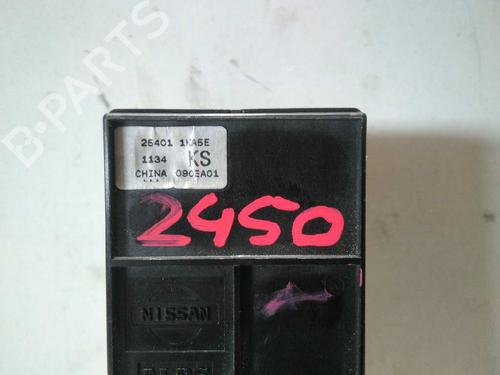 B-PARTS
25401 1KA5E
1134 KS
CHINA 090EA01
2450
NISSAN